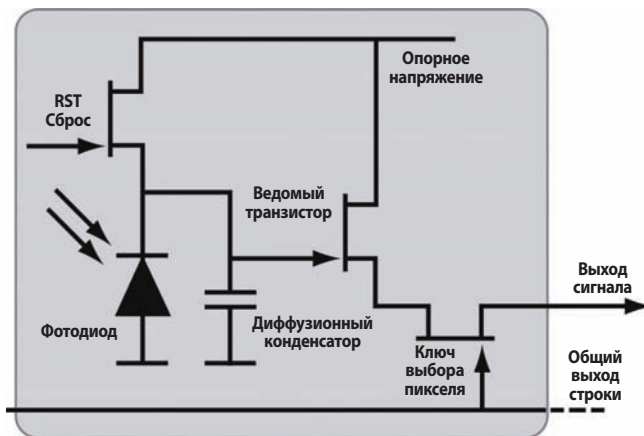 Опорное
напряжение
RST
Сброс
Ведомый
транзистор
Выход
сигнала
Фотодиод
Диффузионный
конденсатор
Ключ
выбора
пикселя
Общий
выход
строки